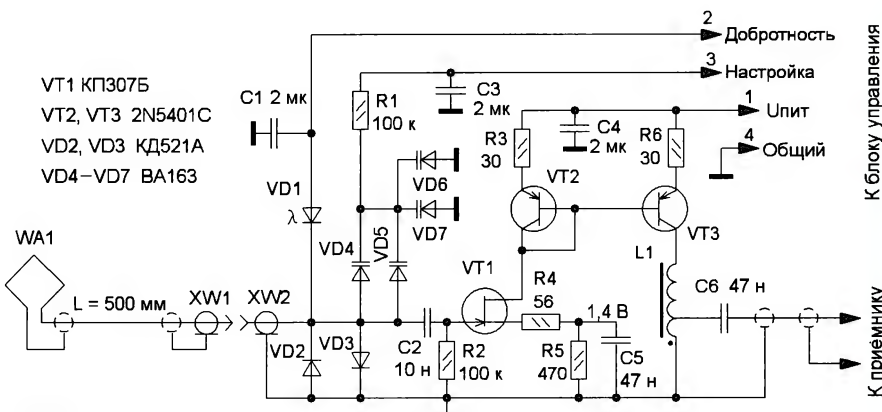 2
Добротность
3
Настройка
1
Uпит
4
Общий
К блоку управления
VT1 КП307Б
VT2, VT3 2N5401C
VD2, VD3 КД521А
VD4–VD7 BA163
C1 2 мк
R1
100 к
C3
2 мк
R3
30
C4
2 мк
R6
30
VD6
VD7
VT2
VT3
VD1
λ
WA1
L = 500 мм
XW1
XW2
VD4
VD5
VT1
R4
56
1,4 В
L1
C6 47 н
VD2
VD3
C2
10 н
R2
100 к
R5
470
C5
47 н
К приёмнику